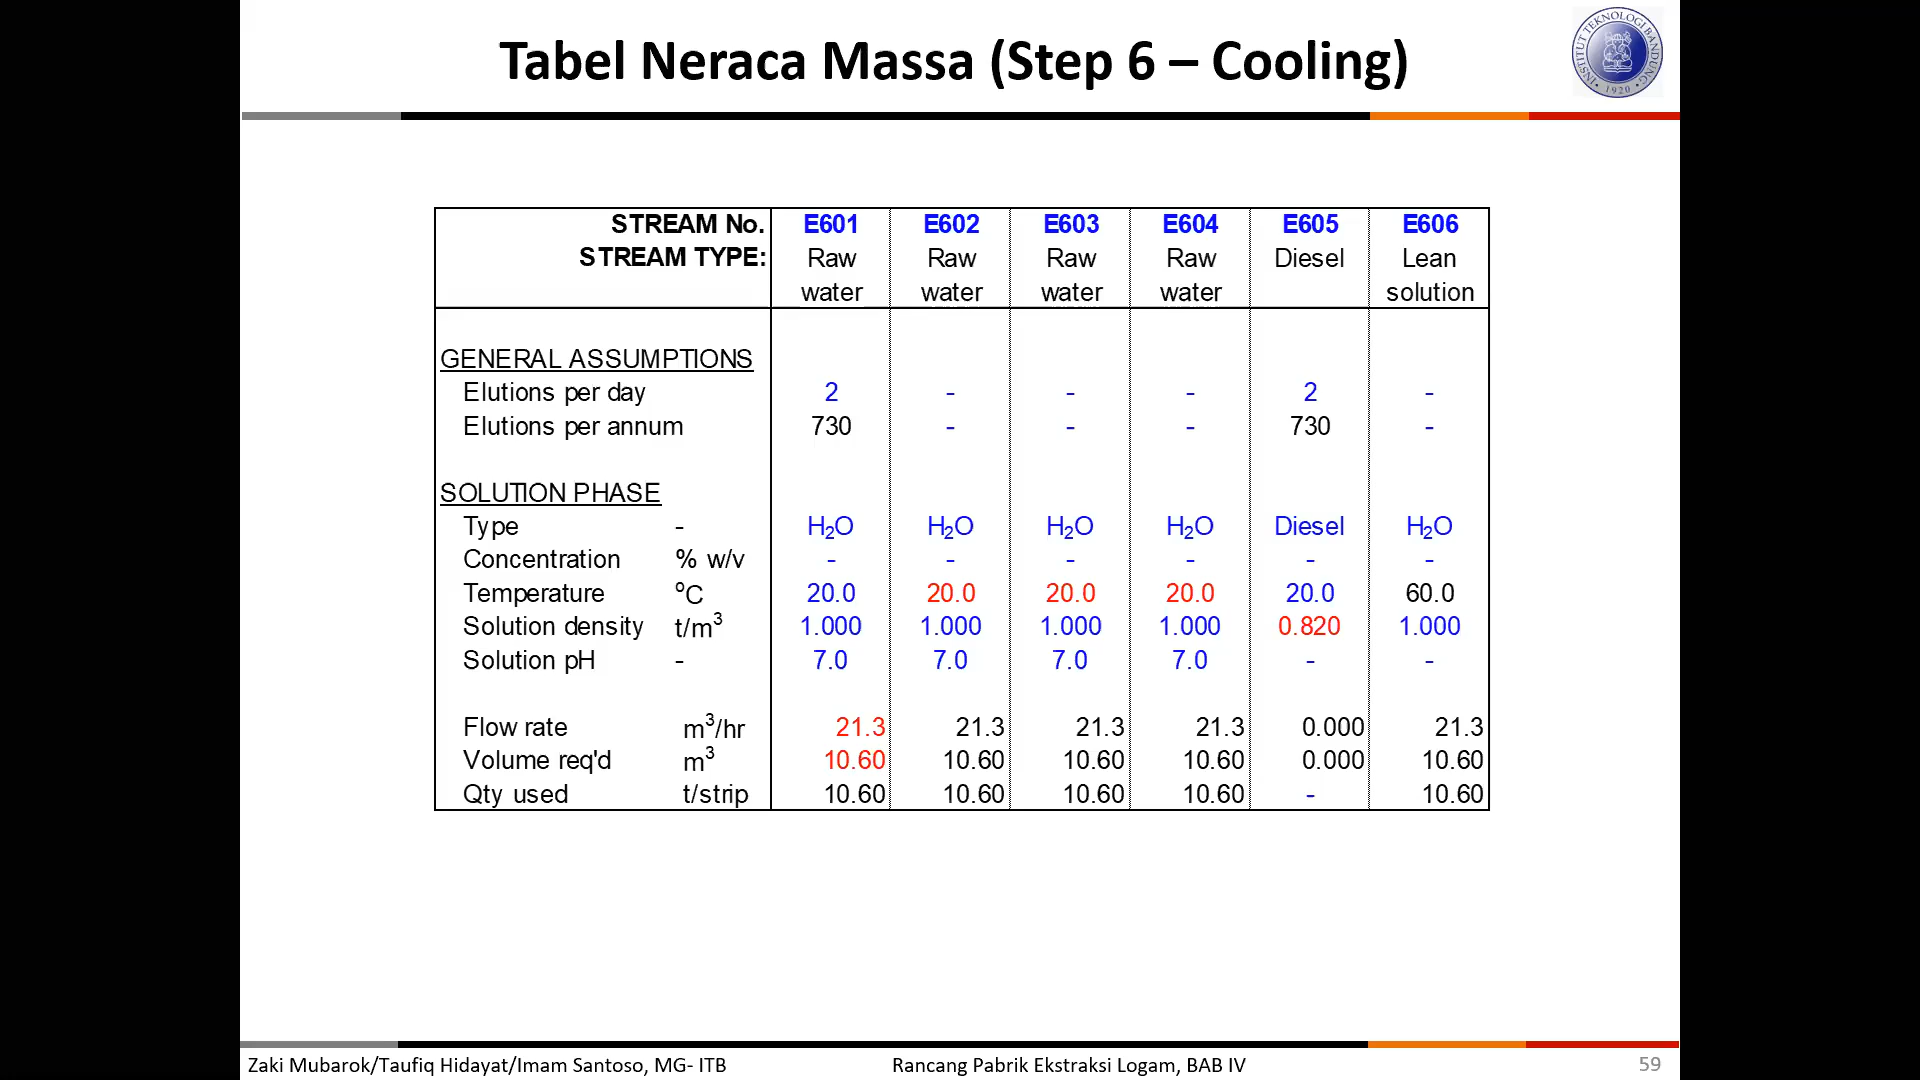 Tabel Neraca Massa (Step 6 – Cooling)
INSTITUT TEKNOLOGI BANDUNG
1920
STREAM No. E601 E602 E603 E604 E605 E606
STREAM TYPE: Raw Raw Raw Raw Diesel Lean
water water water water solution
GENERAL ASSUMPTIONS
Elutions per day 2 - - - 2 -
Elutions per annum 730 - - - 730 -
SOLUTION PHASE
Type - H₂O H₂O H₂O H₂O Diesel H₂O
Concentration % w/v - - - - - -
Temperature °C 20.0 20.0 20.0 20.0 20.0 60.0
Solution density t/m³ 1.000 1.000 1.000 1.000 0.820 1.000
Solution pH - 7.0 7.0 7.0 7.0 - -
Flow rate m³/hr 21.3 21.3 21.3 21.3 0.000 21.3
Volume req'd m³ 10.60 10.60 10.60 10.60 0.000 10.60
Qty used t/strip 10.60 10.60 10.60 10.60 - 10.60
Zaki Mubarok/Taufiq Hidayat/Imam Santoso, MG- ITB Rancang Pabrik Ekstraksi Logam, BAB IV 59